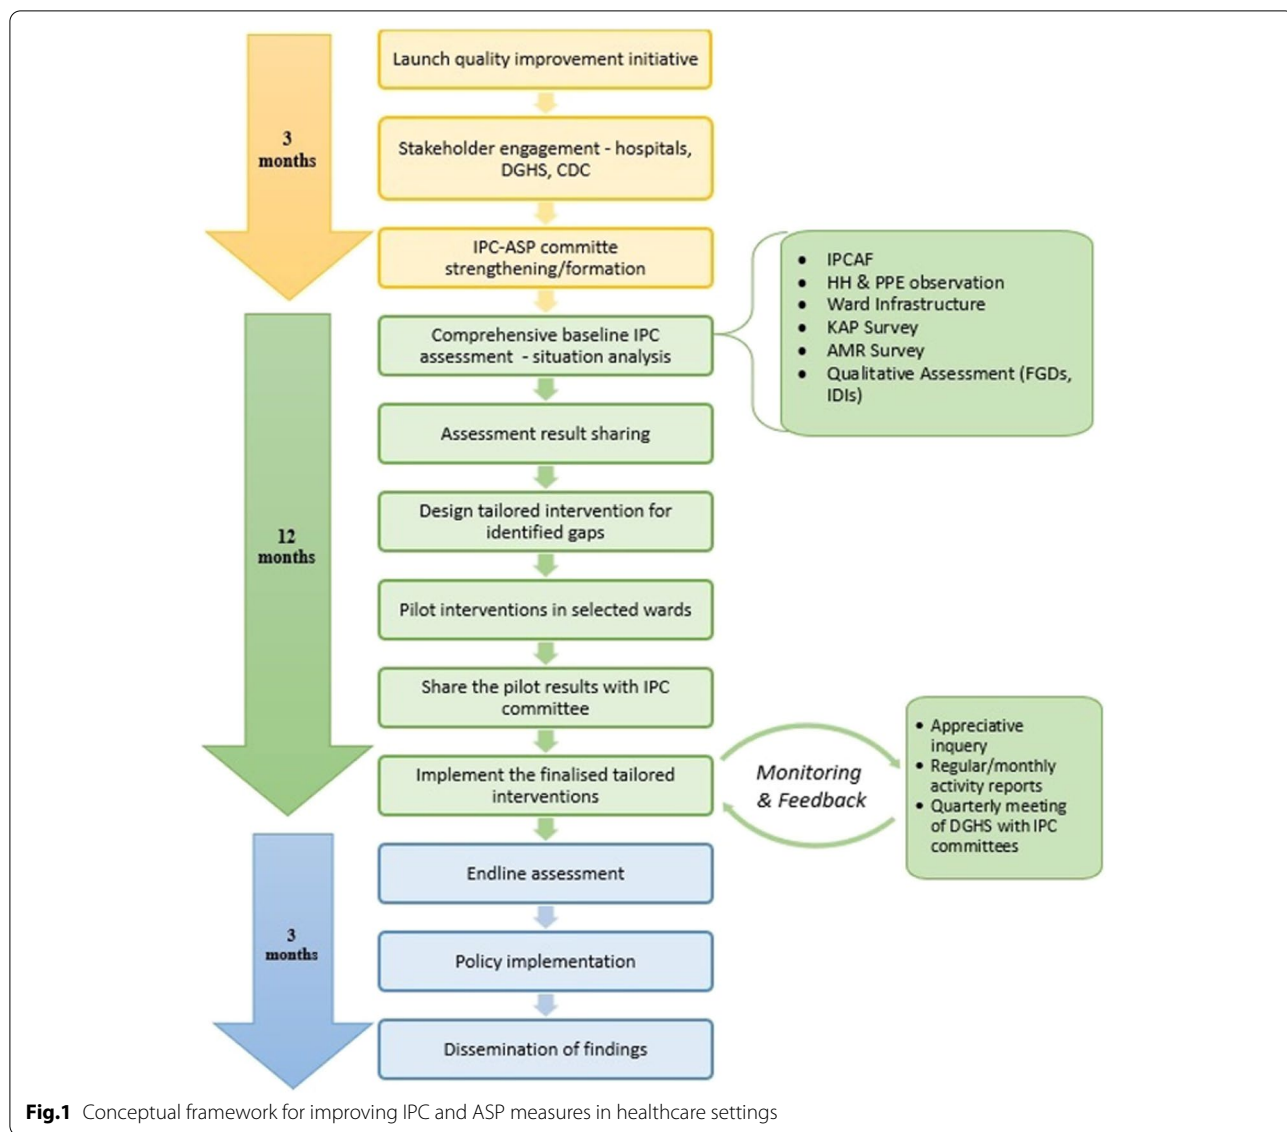 3
months
Launch quality improvement initiative
Stakeholder engagement - hospitals,
DGHS, CDC
IPC-ASP committe
strengthening/formation
12
months
Comprehensive baseline IPC
assessment - situation analysis
• IPCAF
• HH & PPE observation
• Ward Infrastructure
• KAP Survey
• AMR Survey
• Qualitative Assessment (FGDs,
IDIs)
Assessment result sharing
Design tailored intervention for
identified gaps
Pilot interventions in selected wards
Share the pilot results with IPC
committee
Implement the finalised tailored
interventions
Monitoring
& Feedback
• Appreciative
inquery
• Regular/monthly
activity reports
• Quarterly meeting
of DGHS with IPC
committees
3
months
Endline assessment
Policy implementation
Dissemination of findings
Fig.1 Conceptual framework for improving IPC and ASP measures in healthcare settings